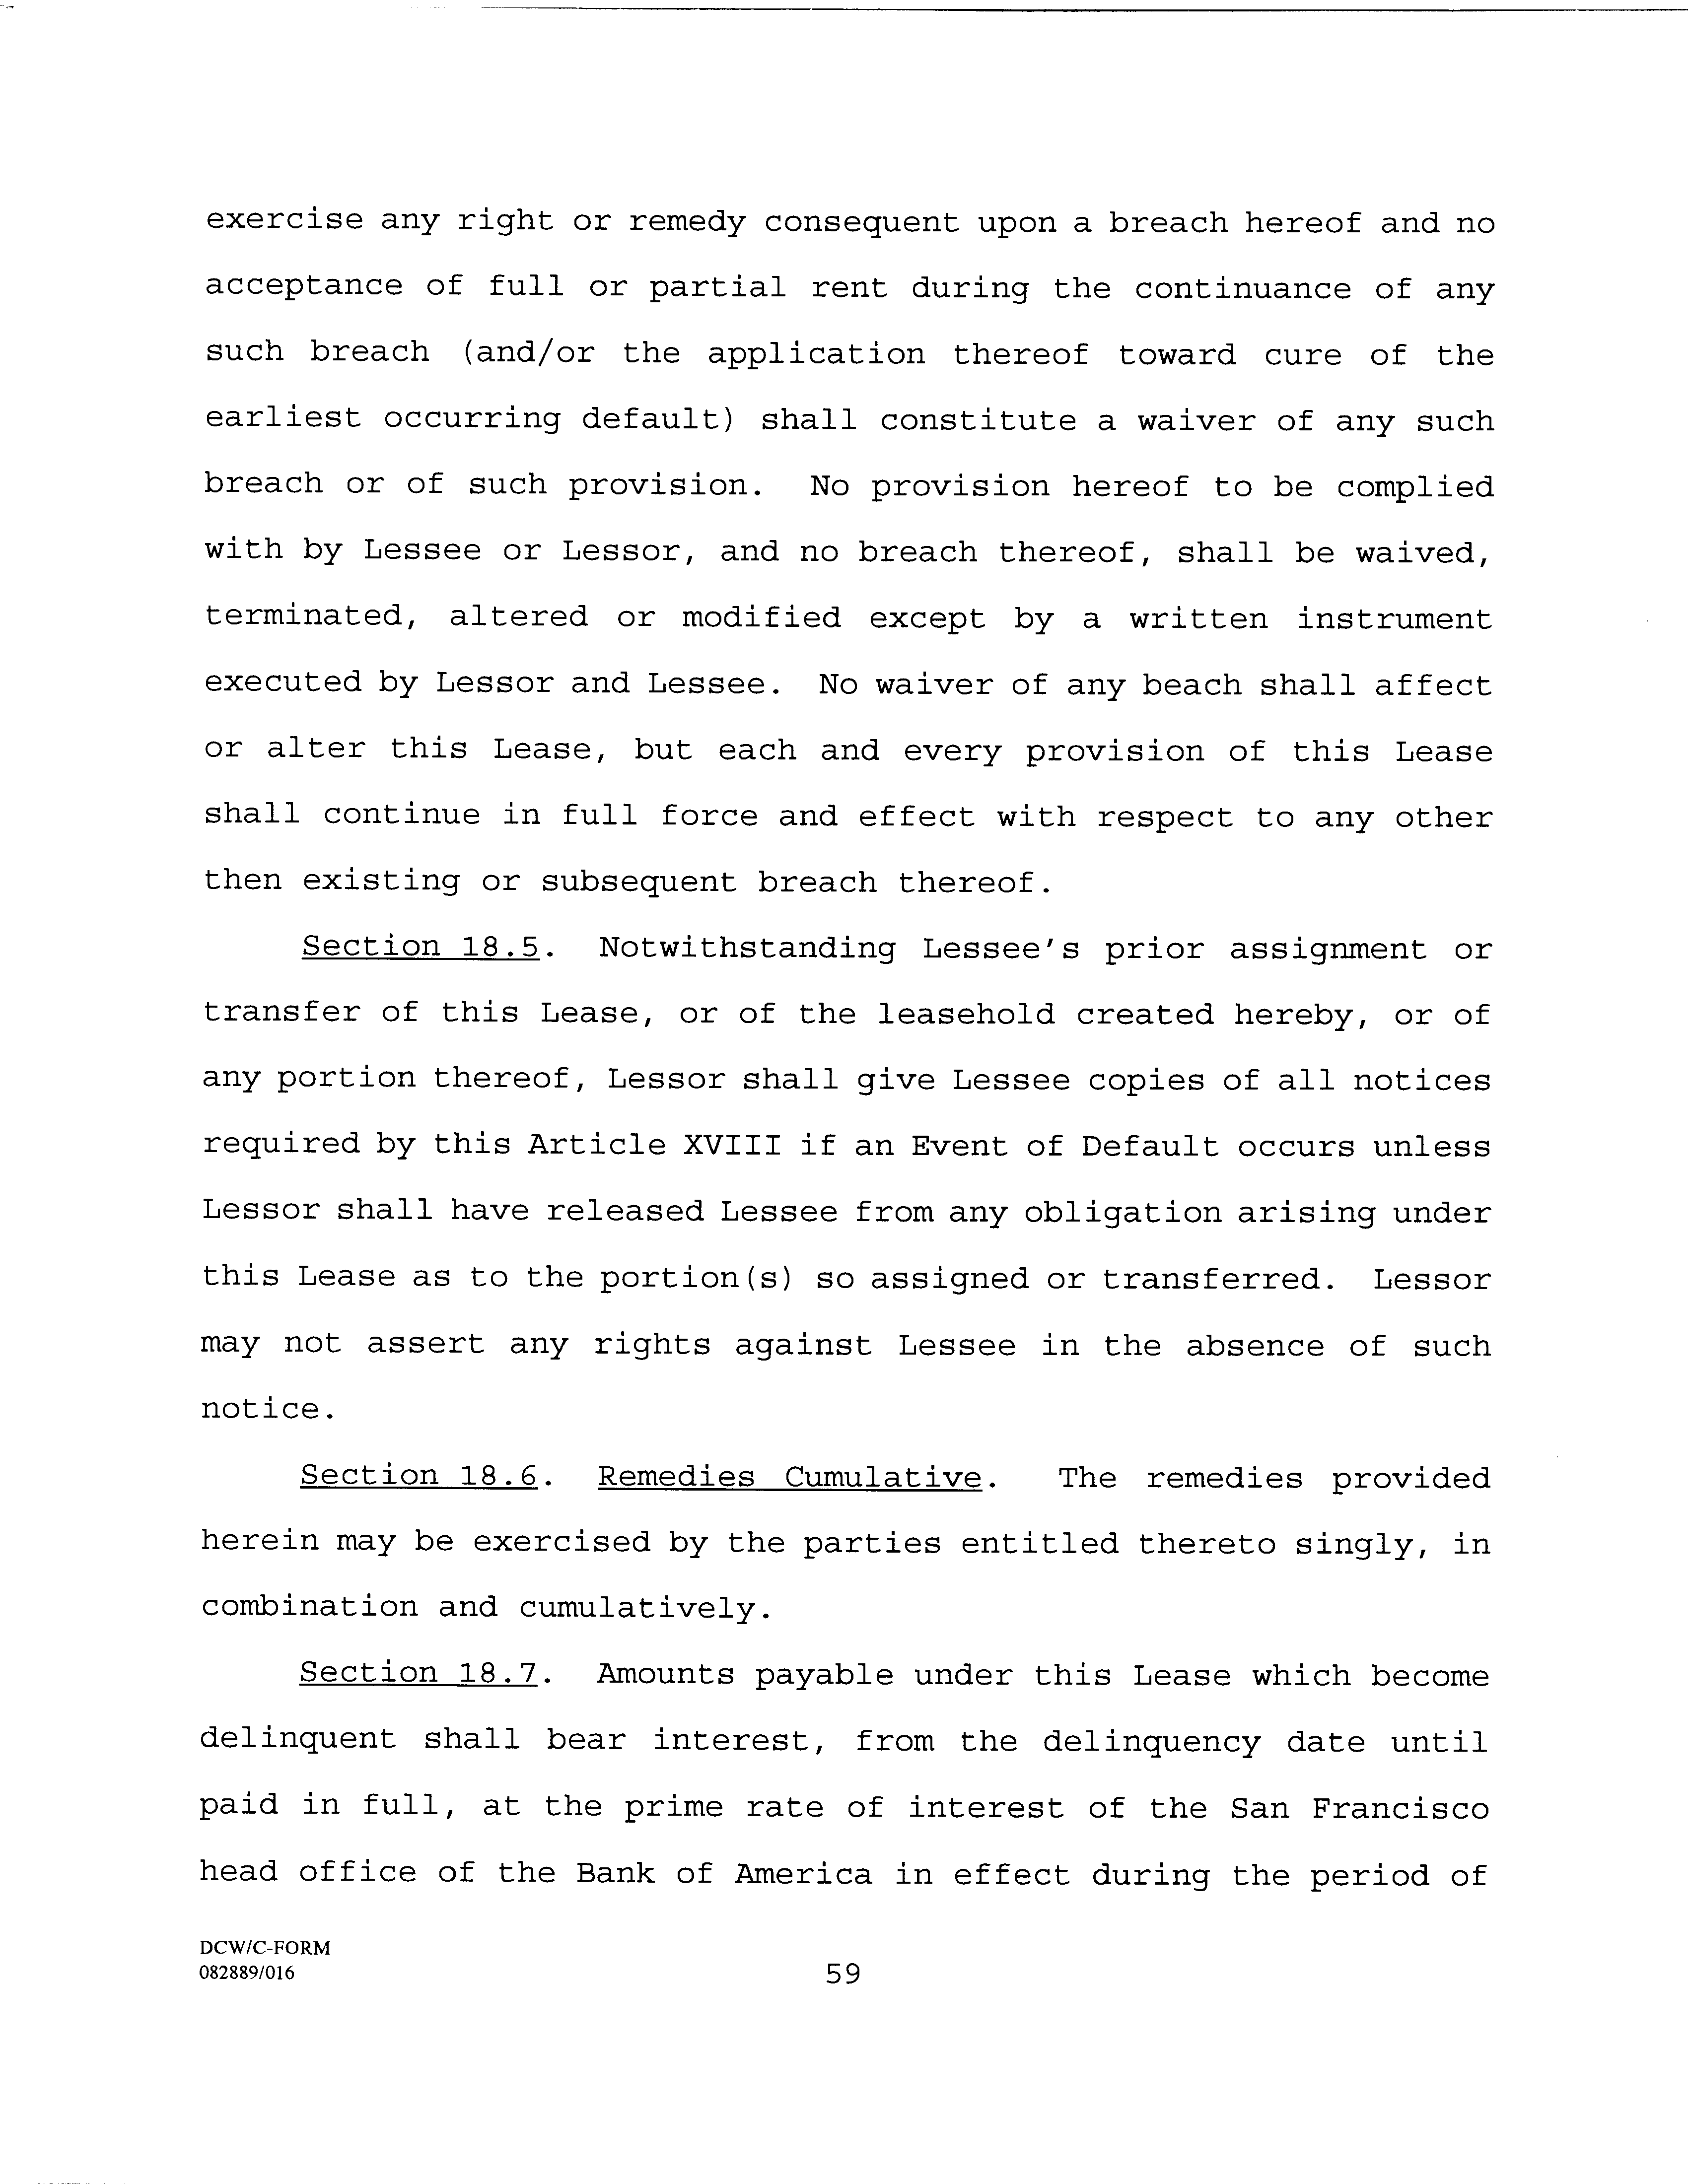 exercise any right or remedy consequent upon a breach hereof and no
acceptance of full or partial rent during the continuance of any
such breach (and/or the application thereof toward cure of the
earliest occurring default) shall constitute a waiver of any such
breach or of such provision. No provision hereof to be complied
with by Lessee or Lessor, and no breach thereof, shall be waived,
terminated, altered or modified except by a written instrument
executed by Lessor and Lessee. No waiver of any beach shall affect
or alter this Lease, but each and every provision of this Lease
shall continue in full force and effect with respect to any other
then existing or subsequent breach thereof.
Section 18.5. Notwithstanding Lessee's prior assignment or
transfer of this Lease, or of the leasehold created hereby, or of
any portion thereof, Lessor shall give Lessee copies of all notices
required by this Article XVIII if an Event of Default occurs unless
Lessor shall have released Lessee from any obligation arising under
this Lease as to the portion(s) so assigned or transferred. Lessor
may not assert any rights against Lessee in the absence of such
notice.
Section 18.6. Remedies Cumulative. The remedies provided
herein may be exercised by the parties entitled thereto singly, in
combination and cumulatively.
Section 18.7. Amounts payable under this Lease which become
delinquent shall bear interest, from the delinquency date until
paid in full, at the prime rate of interest of the San Francisco
head office of the Bank of America in effect during the period of
DCW/C-FORM
082889/016
59